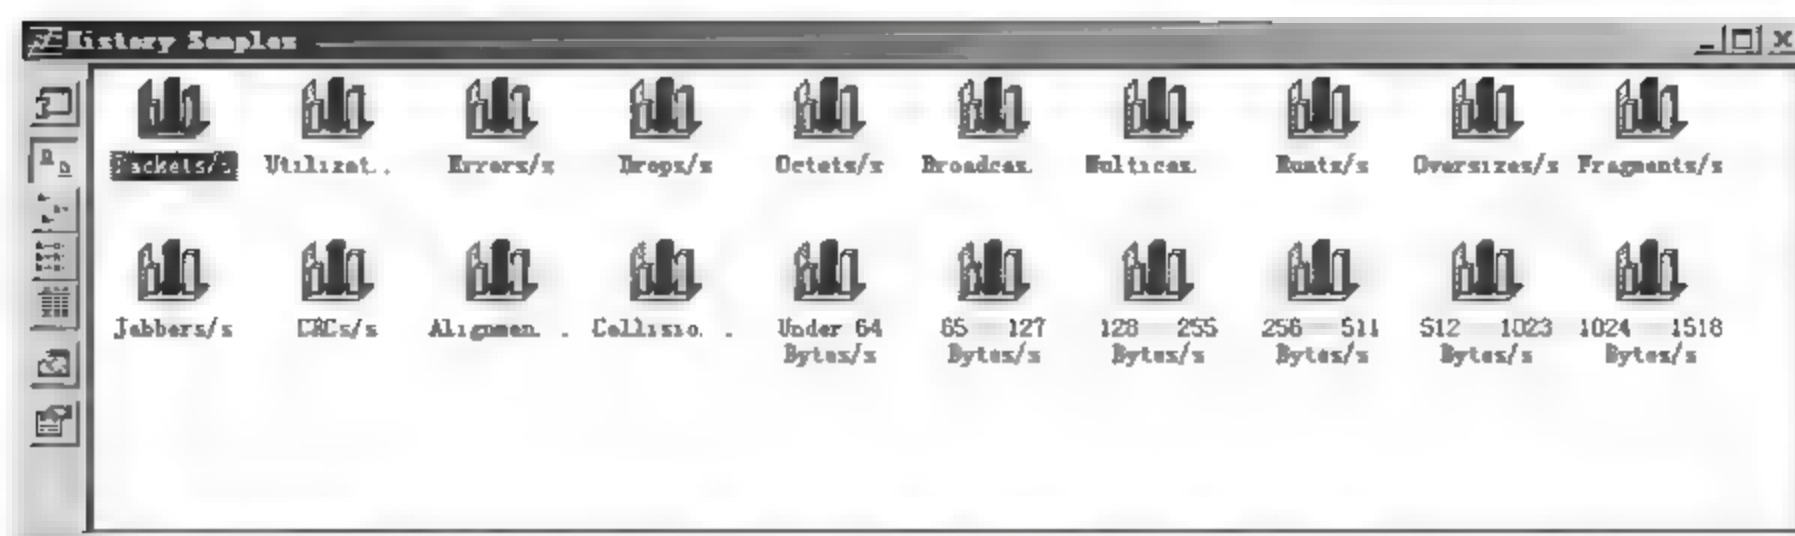 History Samples
Packets/s Utilizat.. Errors/s Drops/s Octets/s Broadcas. Multicas. Runts/s Oversizes/s Fragments/s
Jabbers/s CRCs/s Alignmen. . Collisio. . Under 64 65 127 128 255 256 511 512 1023 1024 1518
Bytes/s Bytes/s Bytes/s Bytes/s Bytes/s Bytes/s